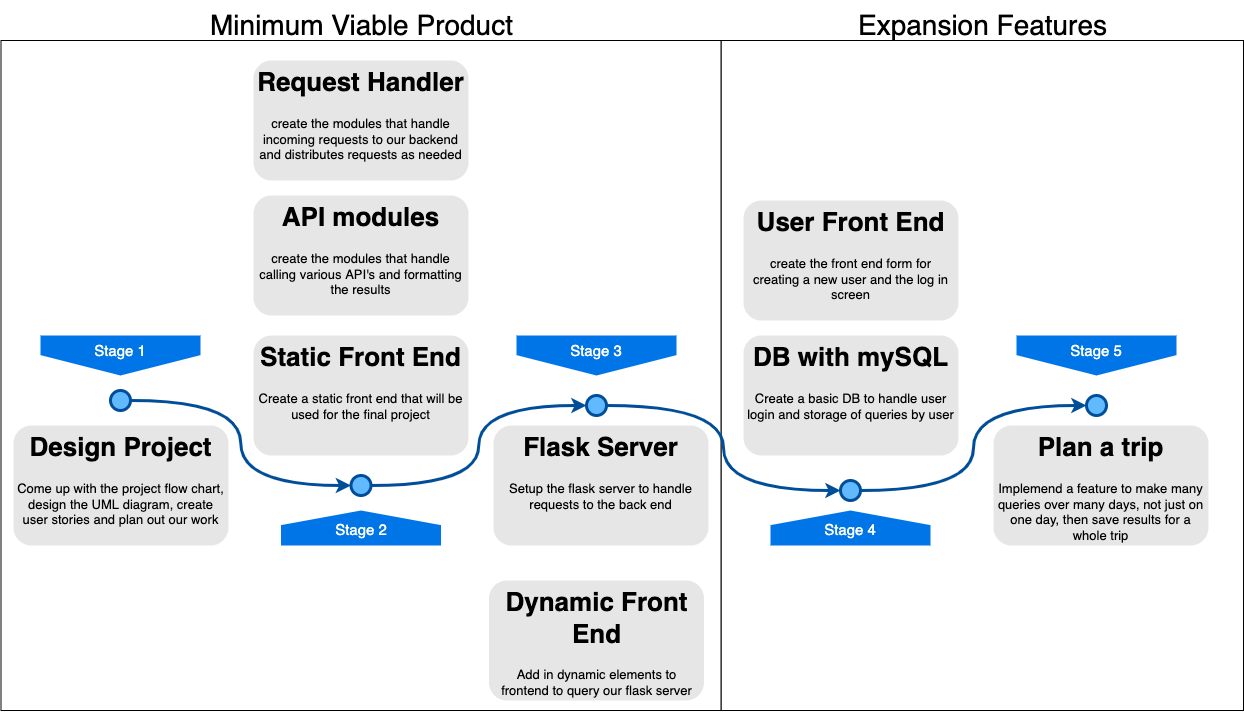 Minimum Viable Product
Expansion Features
Request Handler
create the modules that handle
incoming requests to our backend
and distributes requests as needed
API modules
create the modules that handle
calling various API's and formatting
the results
Stage 1
Design Project
Come up with the project flow chart,
design the UML diagram, create
user stories and plan out our work
Static Front End
Create a static front end that will be
used for the final project
Stage 2
Stage 3
Flask Server
Setup the flask server to handle
requests to the back end
Dynamic Front
End
Add in dynamic elements to
frontend to query our flask server
User Front End
create the front end form for
creating a new user and the log in
screen
DB with mySQL
Create a basic DB to handle user
login and storage of queries by user
Stage 4
Stage 5
Plan a trip
Implemend a feature to make many
queries over many days, not just on
one day, then save results for a
whole trip